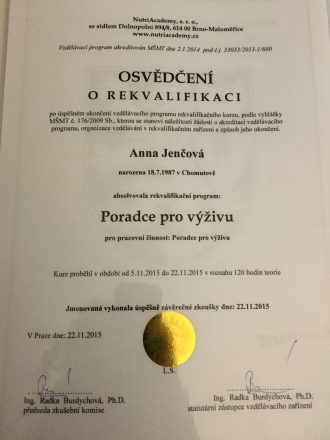 NutriAcademy, s. r. o.,
se sídlem Dolnopolní 894/8, 614 00 Brno-Maloměřice
www.nutriacademy.cz
Vzdělávací program akreditován MŠMT dne 2.1.2014 pod č.j. 33033/2013-1/680
OSVĚDČENÍ
O REKVALIFIKACI
po úspěšném ukončení vzdělávacího programu rekvalifikačního kurzu, podle vyhlášky
MŠMT č. 176/2009 Sb., kterou se stanoví náležitosti žádosti o akreditaci vzdělávacího
programu, organizace vzdělávání v rekvalifikačním zařízení a způsob jeho ukončení.
Anna Jenčová
narozena 18.7.1987 v Chomutově
absolvovala rekvalifikační program:
Poradce pro výživu
pro pracovní činnost: Poradce pro výživu
Kurz proběhl v období od 5.11.2015 do 22.11.2015 v rozsahu 120 hodin teorie
Jmenovaná vykonala úspěšně závěrečné zkoušky dne: 22.11.2015
V Praze dne: 22.11.2015
L.S.
Ing. Radka Burdychová, Ph.D.
předseda zkušební komise
Ing. Radka Burdychová, Ph.D.
statutární zástupce vzdělávacího zařízení